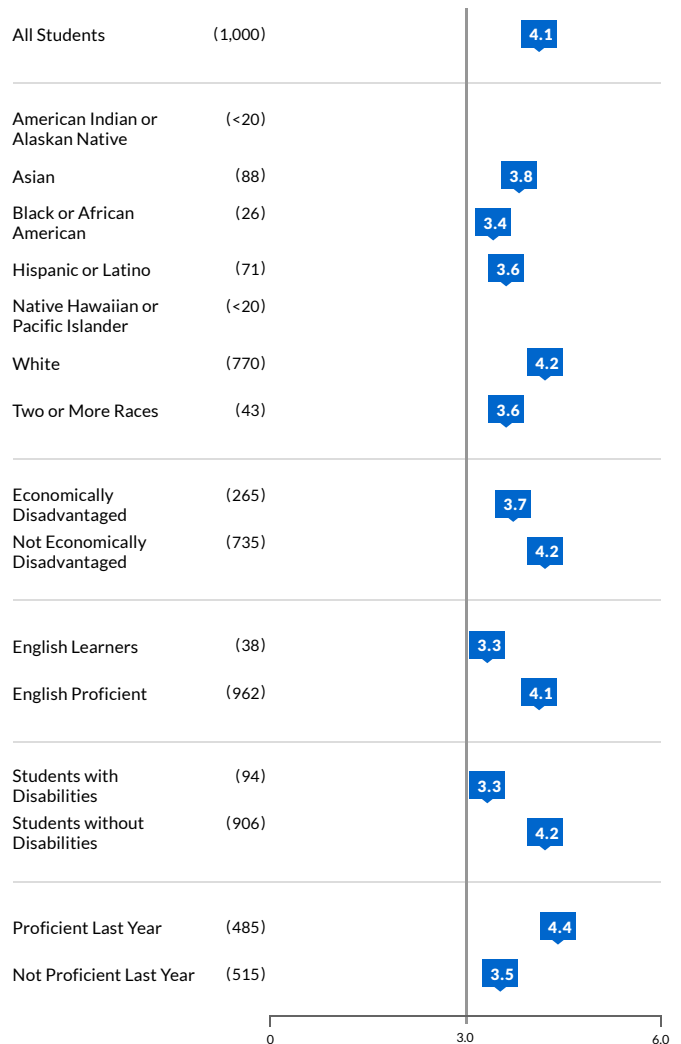 All Students (1,000) 4.1
American Indian or (<20)
Alaskan Native
Asian (88) 3.8
Black or African (26) 3.4
American
Hispanic or Latino (71) 3.6
Native Hawaiian or (<20)
Pacific Islander
White (770) 4.2
Two or More Races (43) 3.6
Economically (265) 3.7
Disadvantaged
Not Economically (735) 4.2
Disadvantaged
English Learners (38) 3.3
English Proficient (962) 4.1
Students with (94) 3.3
Disabilities
Students without (906) 4.2
Disabilities
Proficient Last Year (485) 4.4
Not Proficient Last Year (515) 3.5
0 3.0 6.0